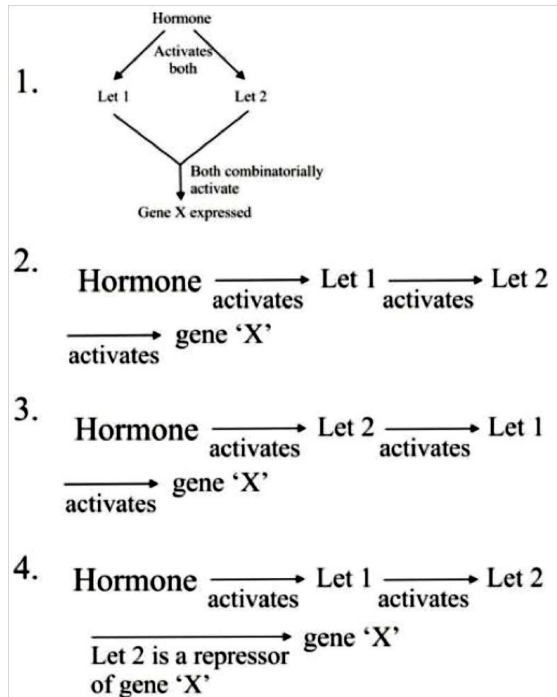 Hormone
Activates
both
1.
Let 1 Let 2
Both combinatorially
activate
Gene X expressed
2.
Hormone activates Let 1 activates Let 2
activates gene ‘X’
3.
Hormone activates Let 2 activates Let 1
activates gene ‘X’
4.
Hormone activates Let 1 activates Let 2
gene ‘X’
Let 2 is a repressor
of gene ‘X’